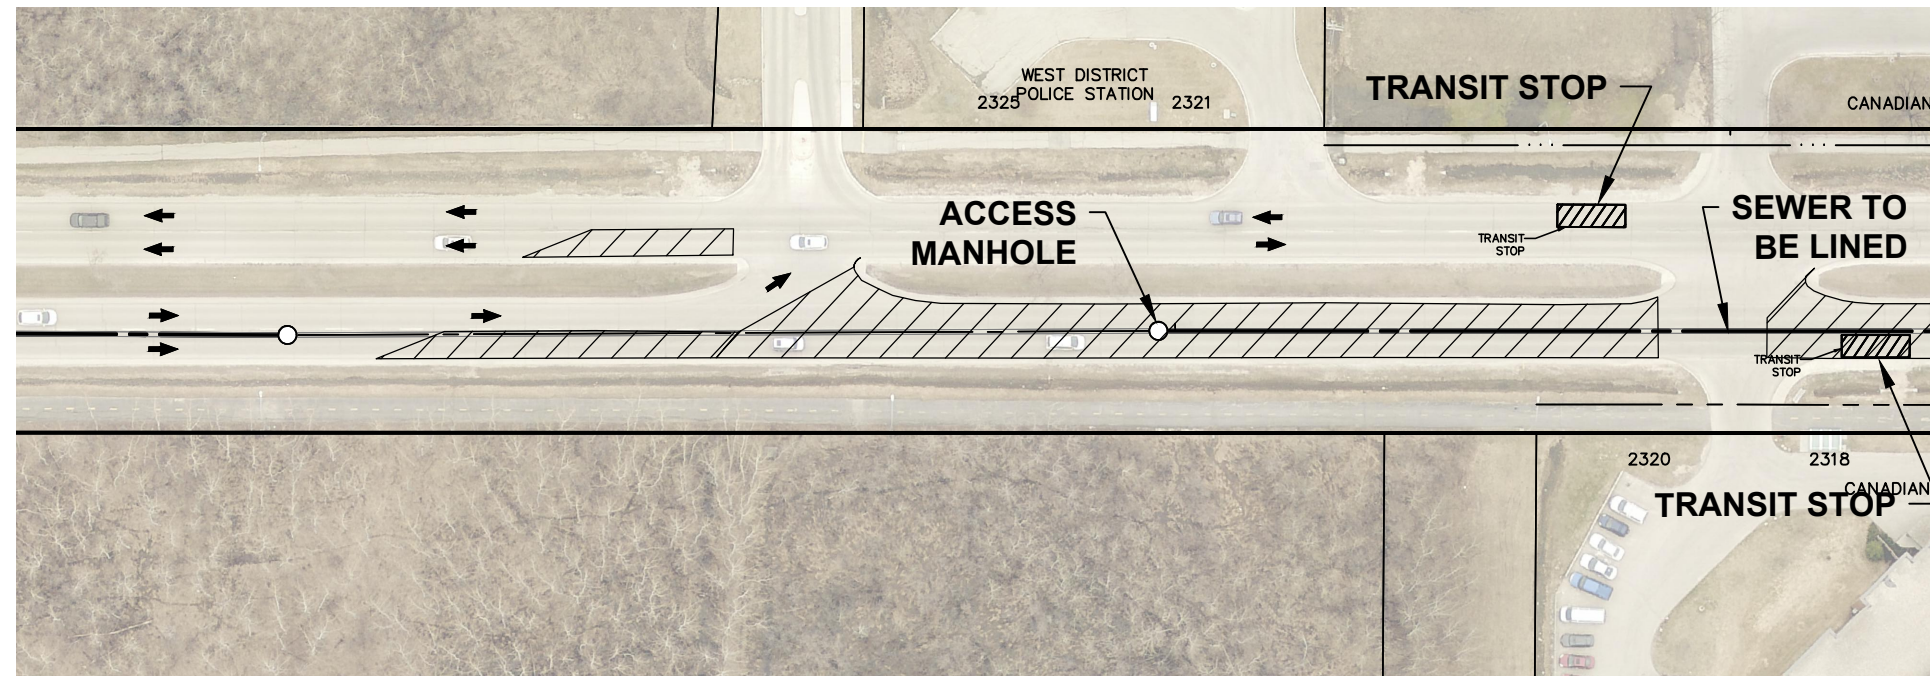 WEST DISTRICT
POLICE STATION
2325
2321
TRANSIT STOP
CANADIAN
ACCESS
MANHOLE
SEWER TO
BE LINED
TRANSIT
STOP
TRANSIT
STOP
2320
2318
CANADIAN
TRANSIT STOP